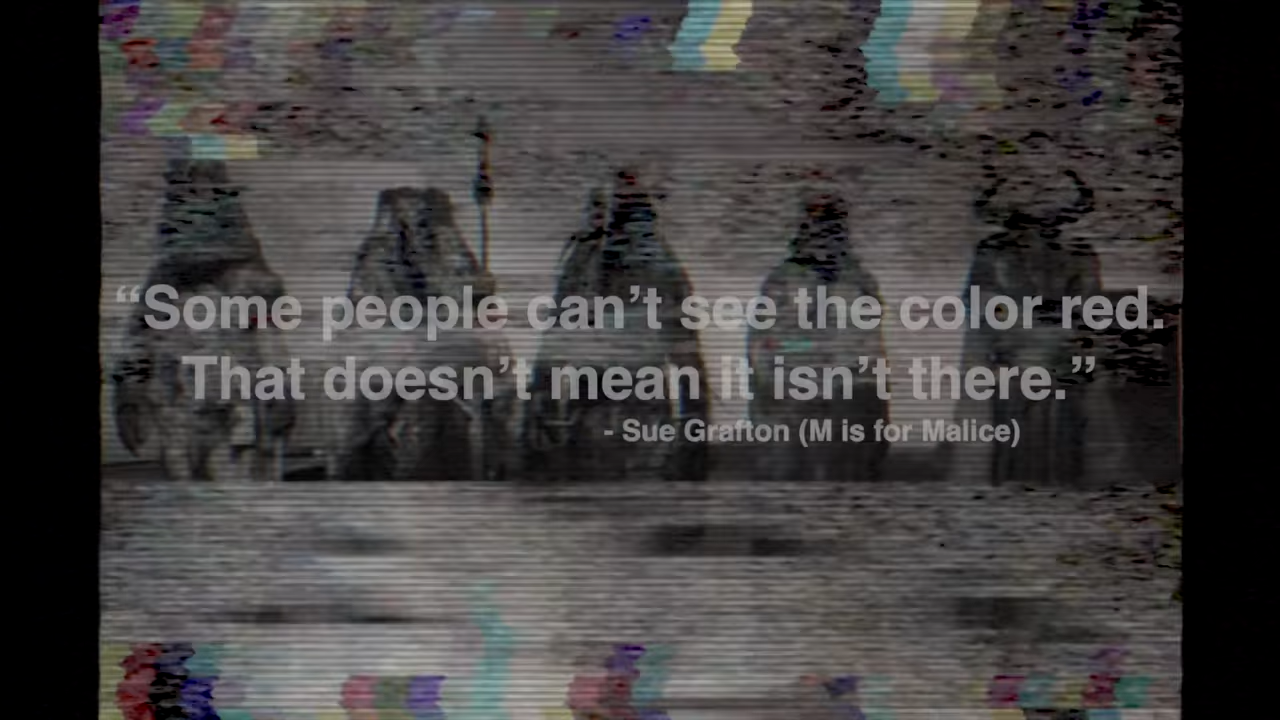 “Some people can’t see the color red.
That doesn’t mean It isn’t there.”
- Sue Grafton (M is for Malice)